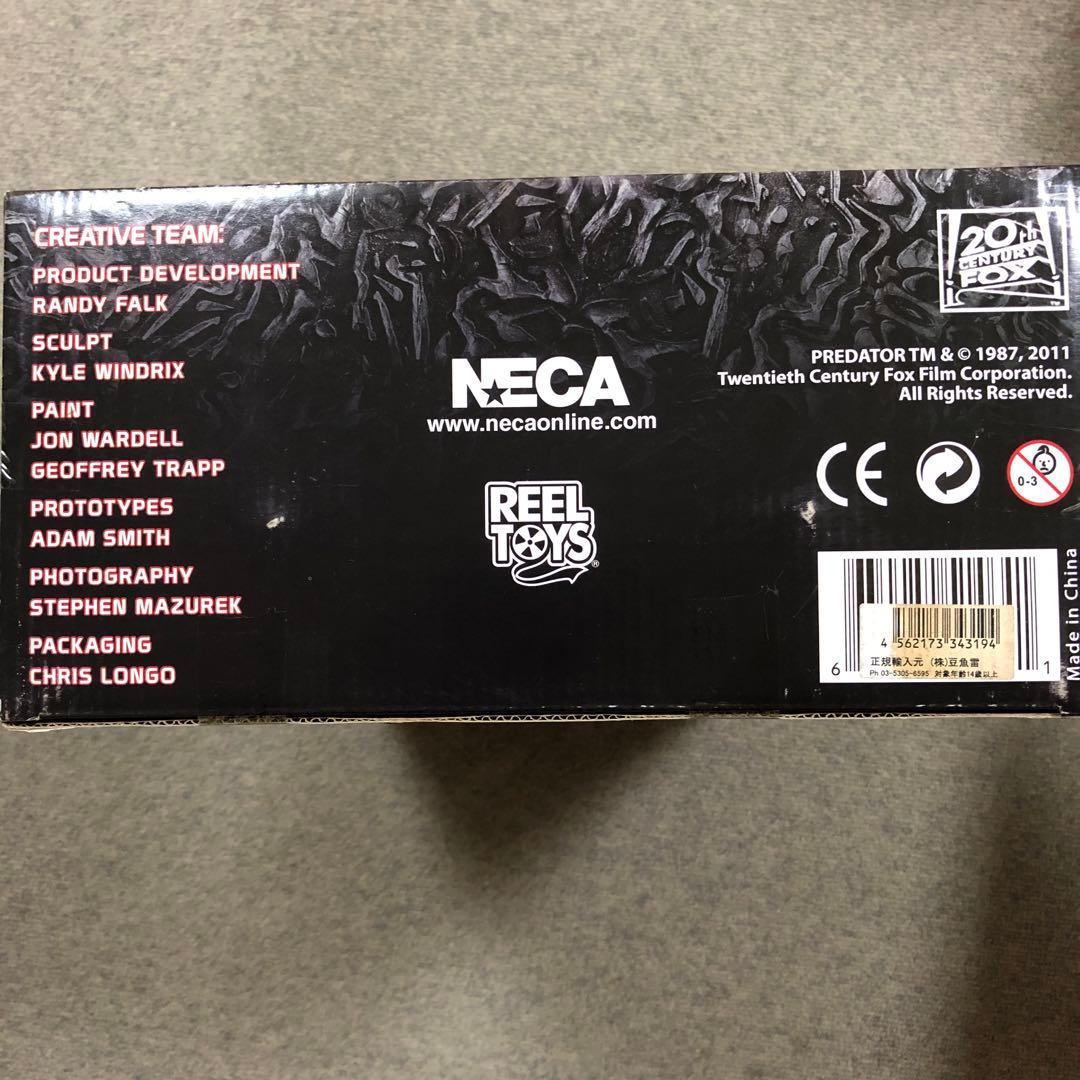 CREATIVE TEAM:
PRODUCT DEVELOPMENT
RANDY FALK
SCULPT
KYLE WINDRIX
PAINT
JON WARDELL
GEOFFREY TRAPP
PROTOTYPES
ADAM SMITH
PHOTOGRAPHY
STEPHEN MAZUREK
PACKAGING
CHRIS LONGO
NECA
www.necaonline.com
REEL
TOYS®
20th
CENTURY
FOX
TM
PREDATOR TM & © 1987, 2011
Twentieth Century Fox Film Corporation.
All Rights Reserved.
CE
0-3
Made in China
4 562173 343194
正規輸入元 (株)豆魚雷
Ph 03-5305-6595 対象年齢14歳以上
6 1